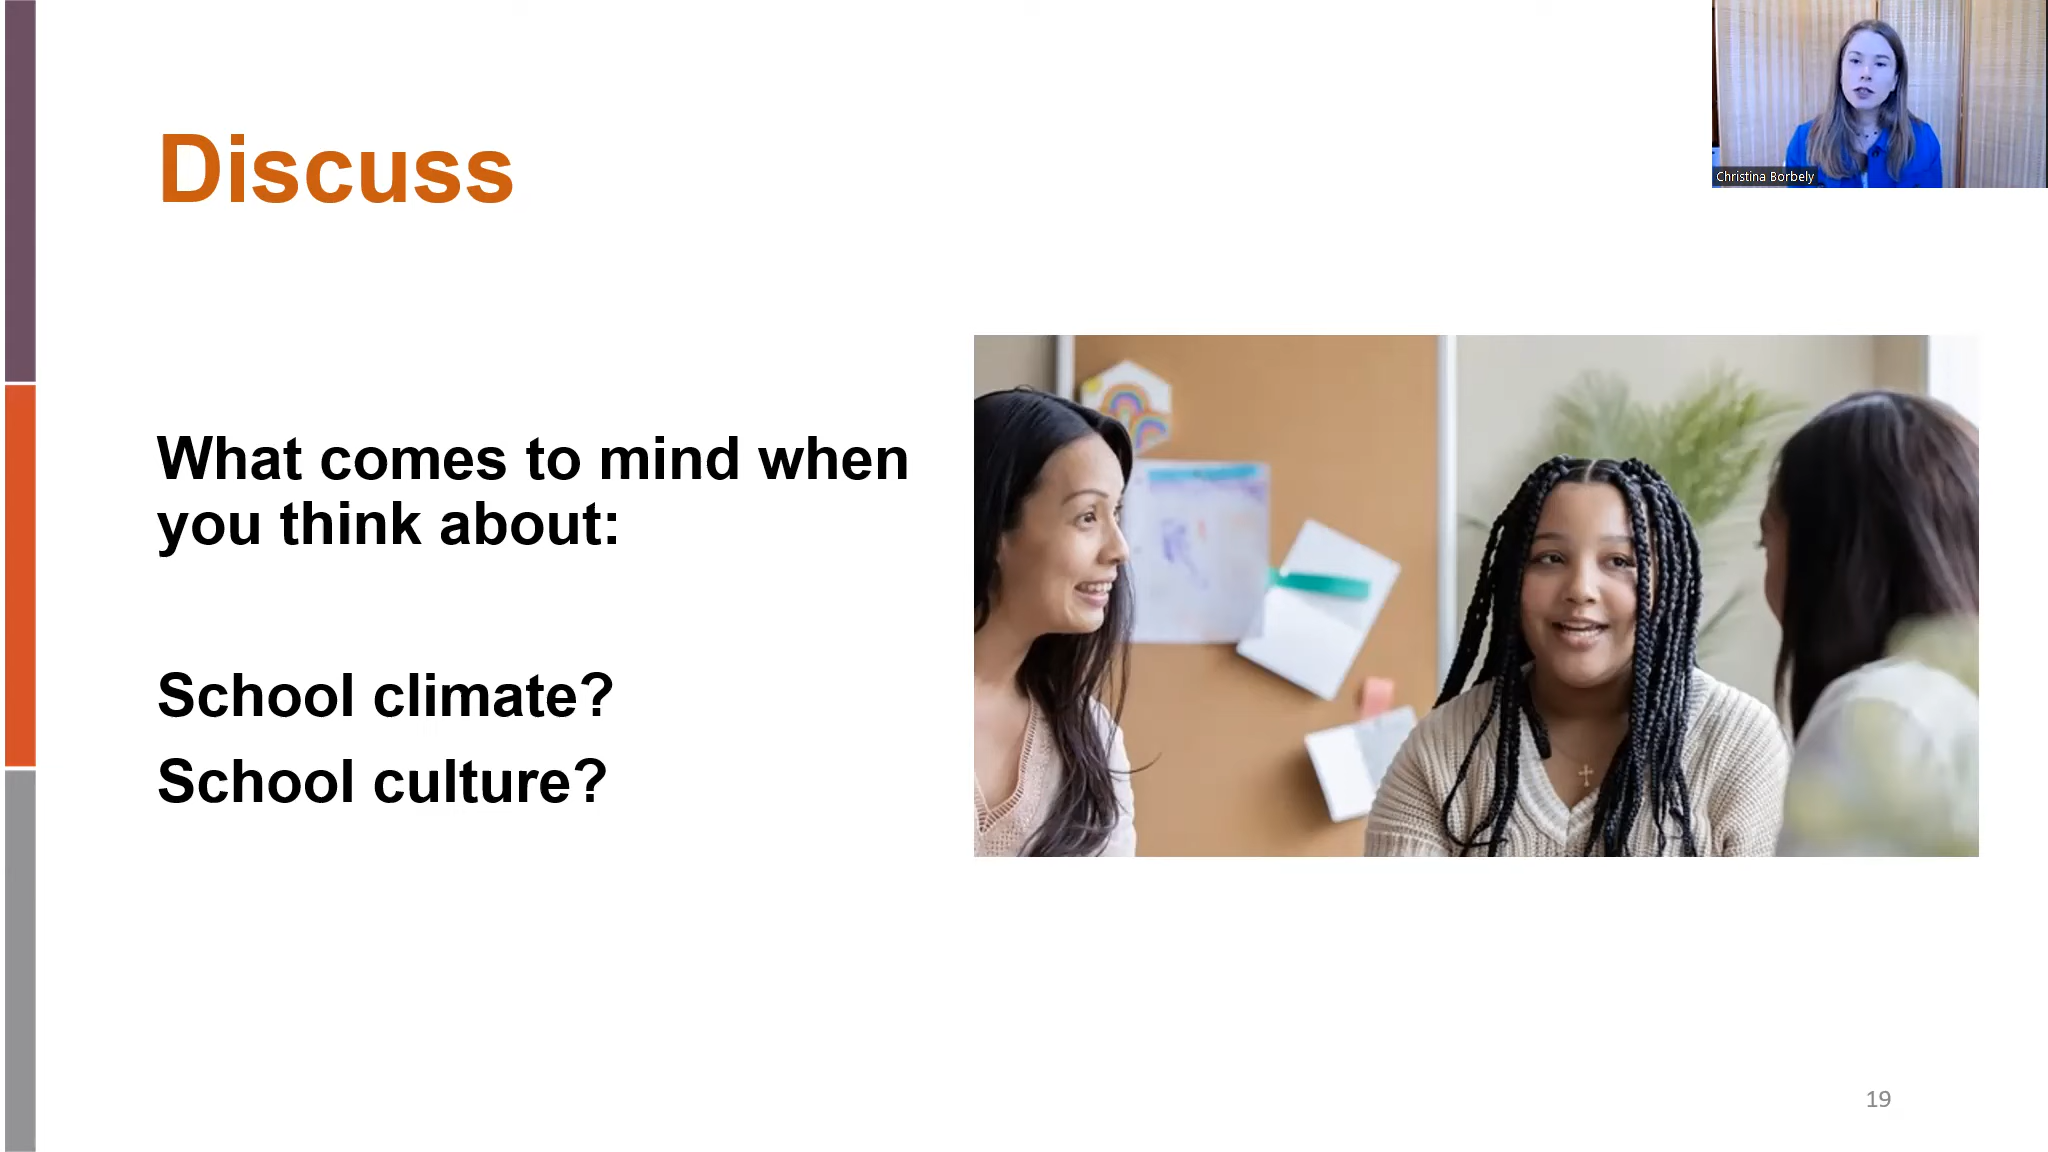 Discuss
Christina Borbely
What comes to mind when
you think about:
School climate?
School culture?
19